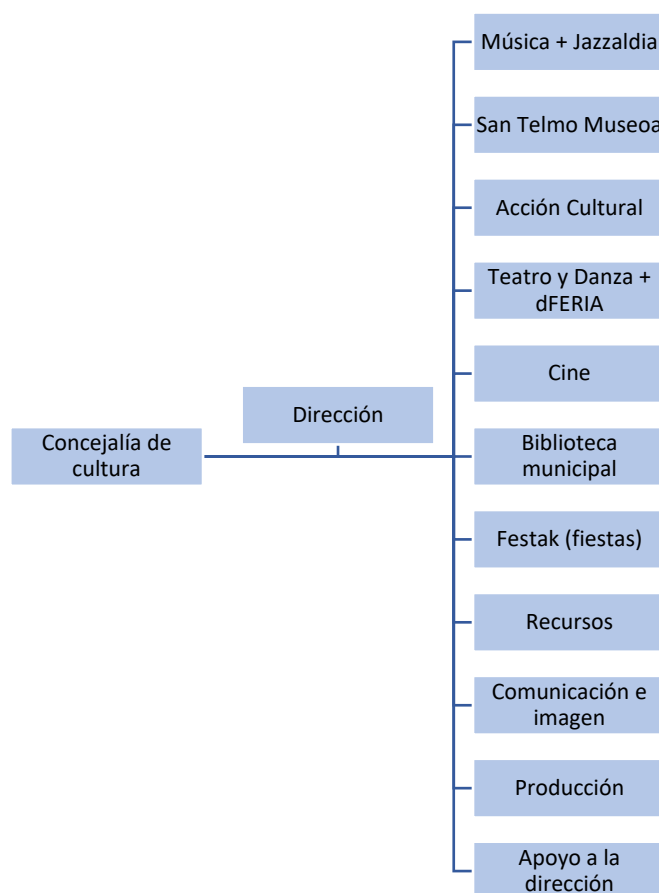 Concejalía de
cultura
Dirección
Música + Jazzaldia
San Telmo Museoa
Acción Cultural
Teatro y Danza +
dFERIA
Cine
Biblioteca
municipal
Festak (fiestas)
Recursos
Comunicación e
imagen
Producción
Apoyo a la
dirección